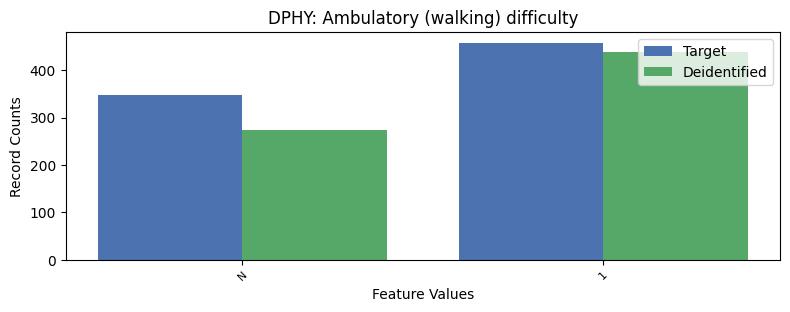 DPHY: Ambulatory (walking) difficulty
Target
Deidentified
400
300
200
100
0
Record Counts
N
1
Feature Values